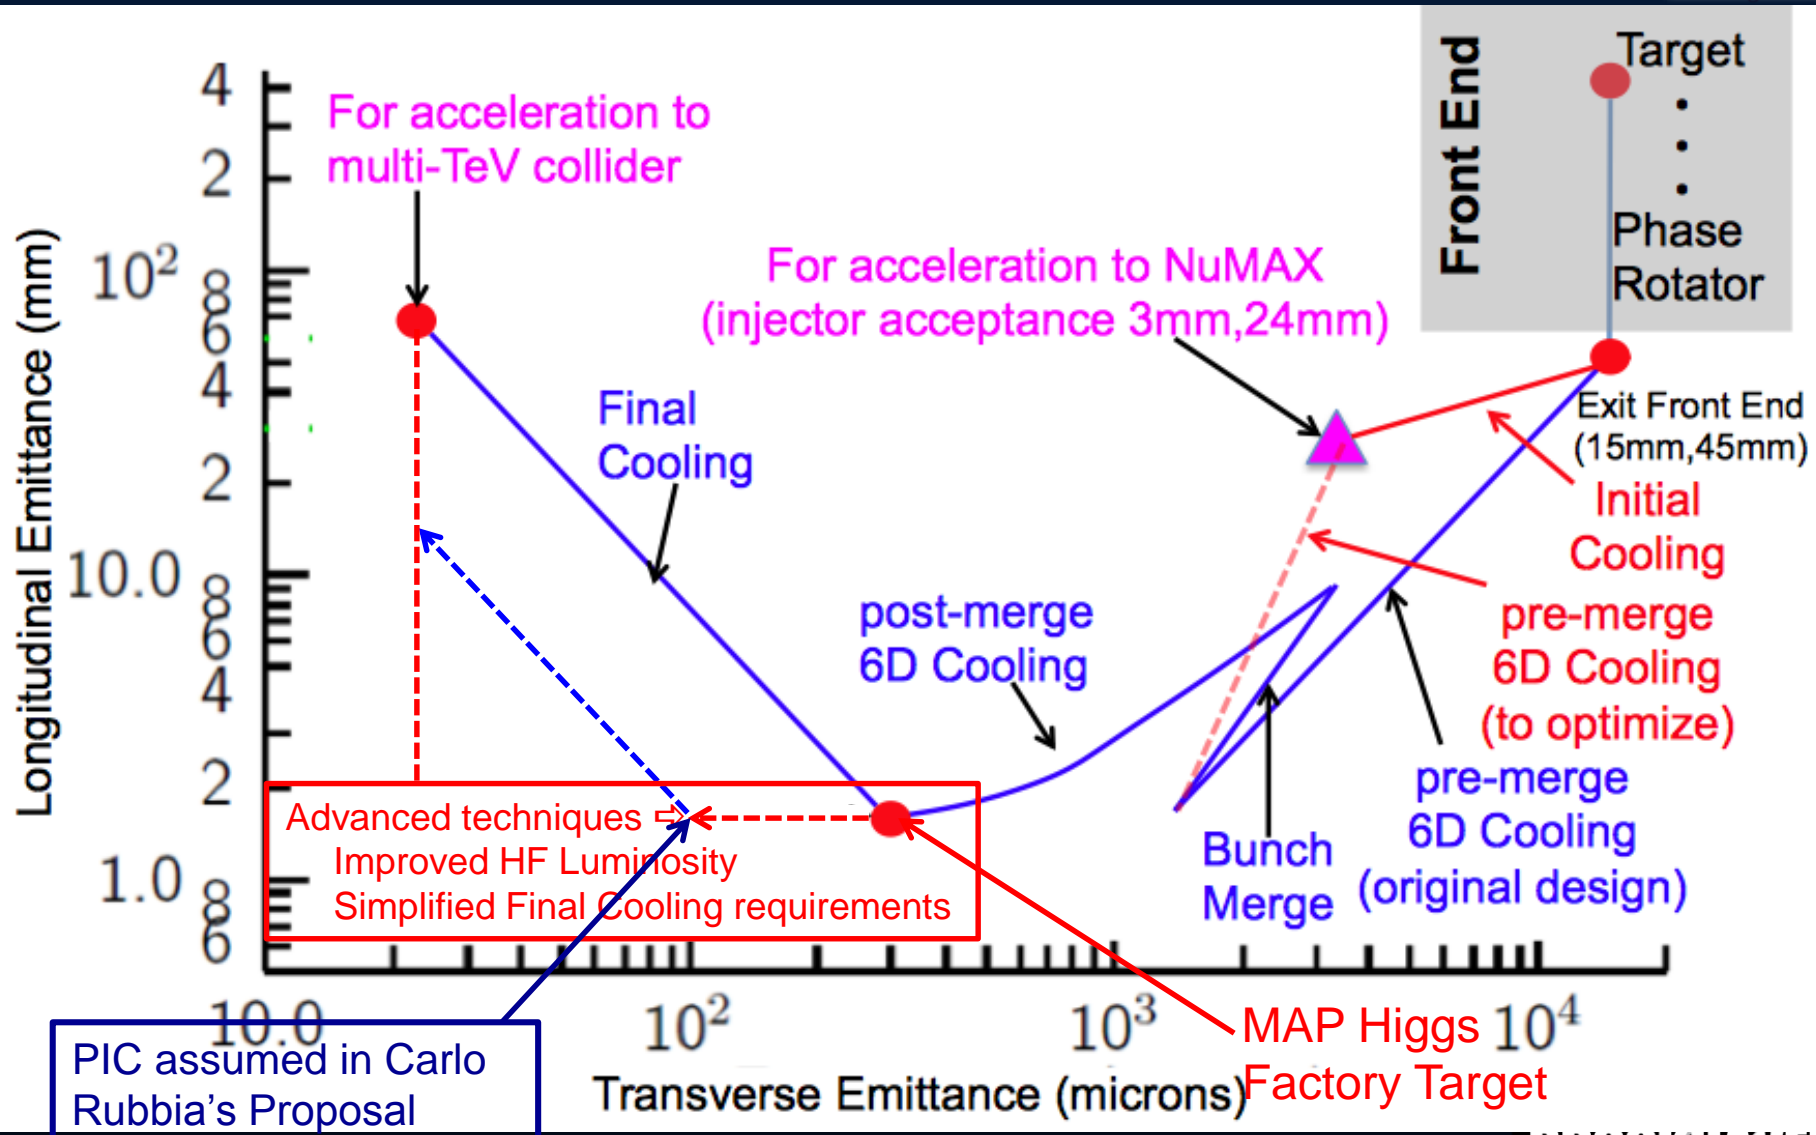 Front End
Target
Phase
Rotator
For acceleration to
multi-TeV collider
For acceleration to NuMAX
(injector acceptance 3mm,24mm)
Exit Front End
(15mm,45mm)
Initial
Cooling
Final
Cooling
post-merge
6D Cooling
pre-merge
6D Cooling
(to optimize)
pre-merge
6D Cooling
(original design)
Bunch
Merge
Advanced techniques ⇨
Improved HF Luminosity
Simplified Final Cooling requirements
MAP Higgs
Factory Target
PIC assumed in Carlo
Rubbia's Proposal
Longitudinal Emittance (mm)
4
2
10²
8
6
4
2
10.0
8
6
4
2
1.0
8
6
10.0
10²
10³
10⁴
Transverse Emittance (microns)